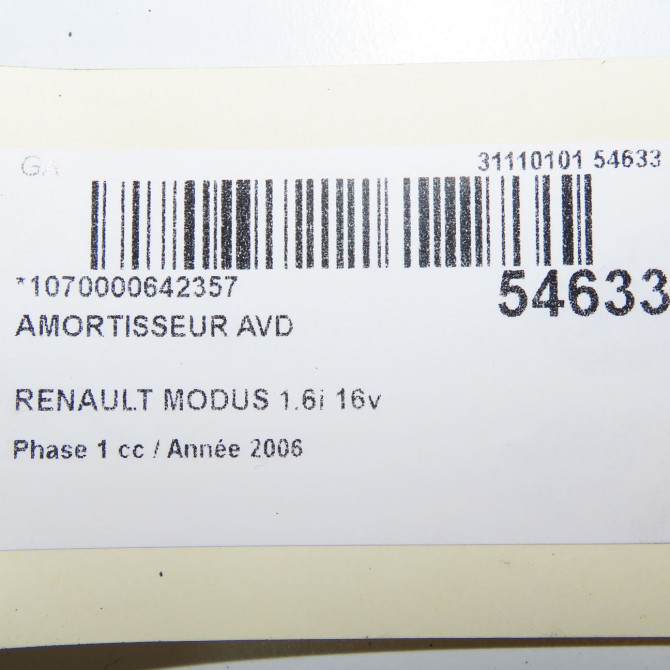 GA
31110101 54633
*1070000642357
54633
AMORTISSEUR AVD
RENAULT MODUS 1.6i 16v
Phase 1 cc / Année 2006